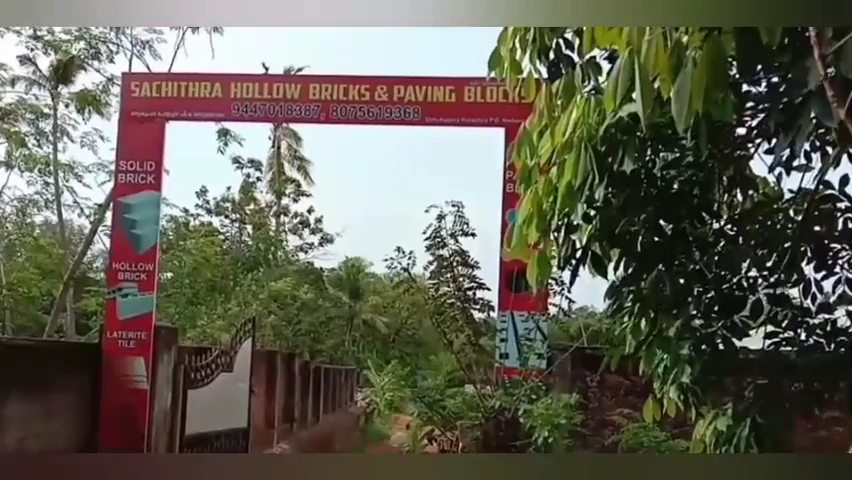 SACHITHRA HOLLOW BRICKS & PAVING BLOCKS
9447018387, 8075619368
SOLID
BRICK
HOLLOW
BRICK
LATERITE
TILE